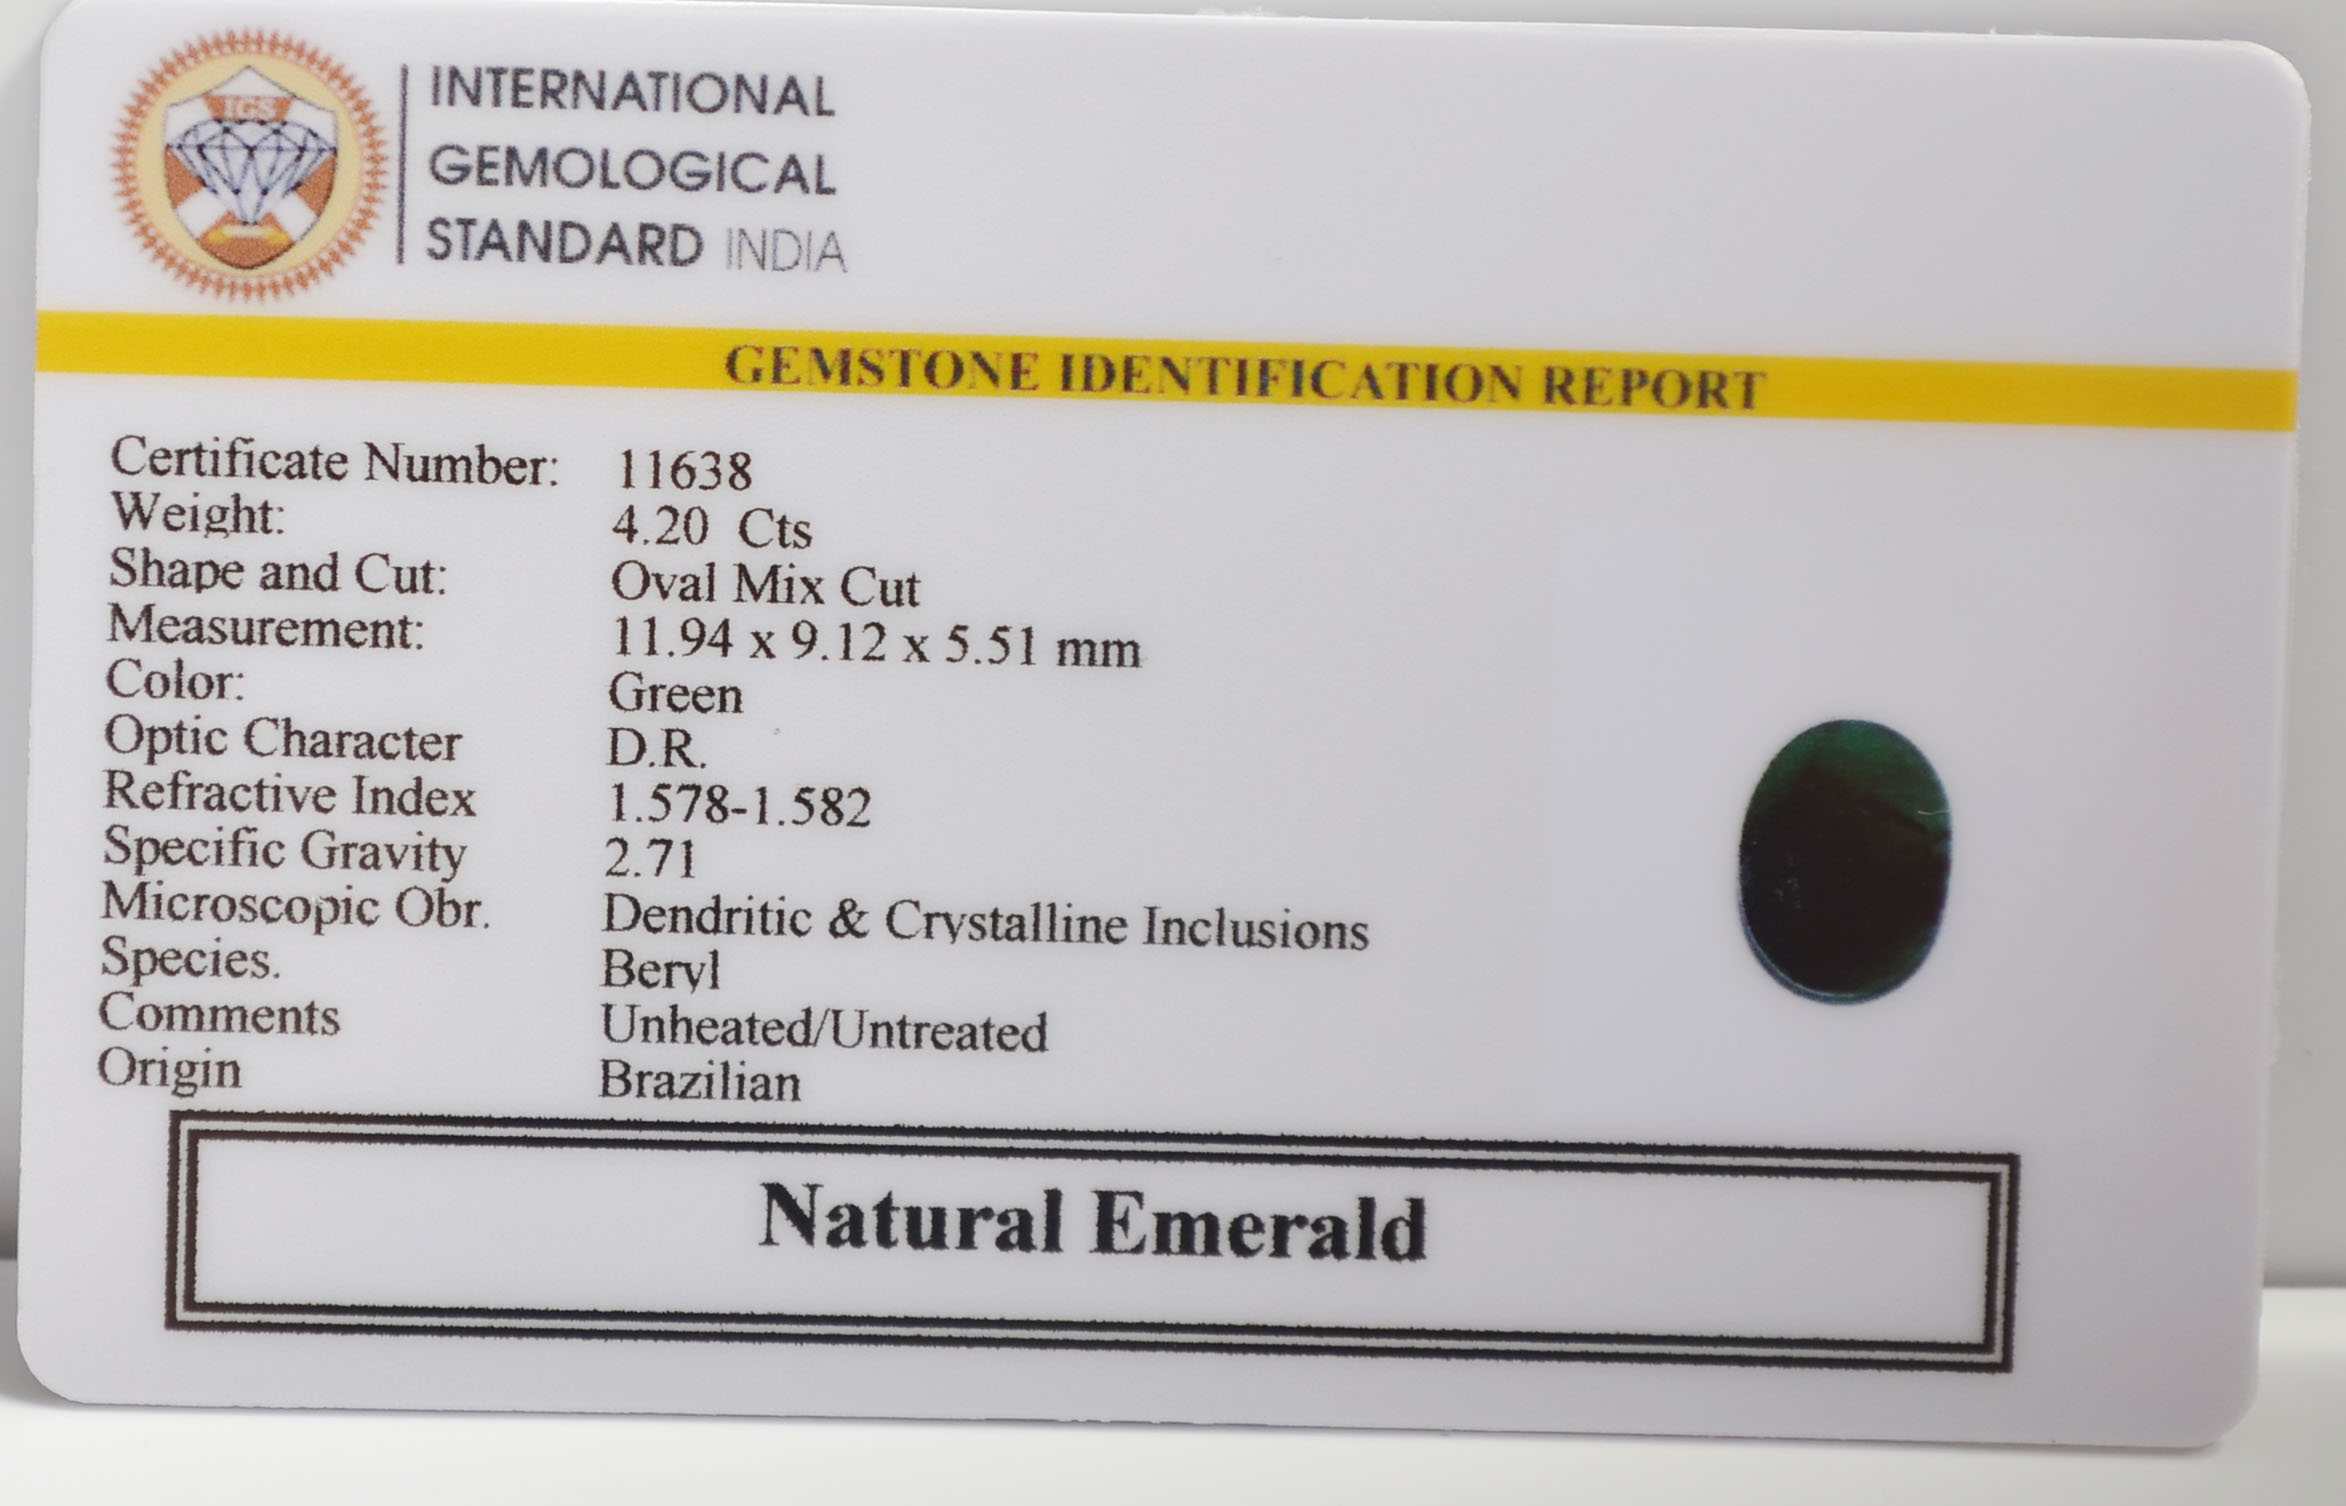 IGS
INTERNATIONAL
GEMOLOGICAL
STANDARD INDIA
GEMSTONE IDENTIFICATION REPORT
Certificate Number: 11638
Weight: 4.20 Cts
Shape and Cut: Oval Mix Cut
Measurement: 11.94 x 9.12 x 5.51 mm
Color: Green
Optic Character D.R.
Refractive Index 1.578-1.582
Specific Gravity 2.71
Microscopic Obr. Dendritic & Crystalline Inclusions
Species. Beryl
Comments Unheated/Untreated
Origin Brazilian
Natural Emerald